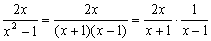 2x/(x² − 1) = 2x/((x + 1)(x − 1)) = 2x/(x + 1) · 1/(x − 1)